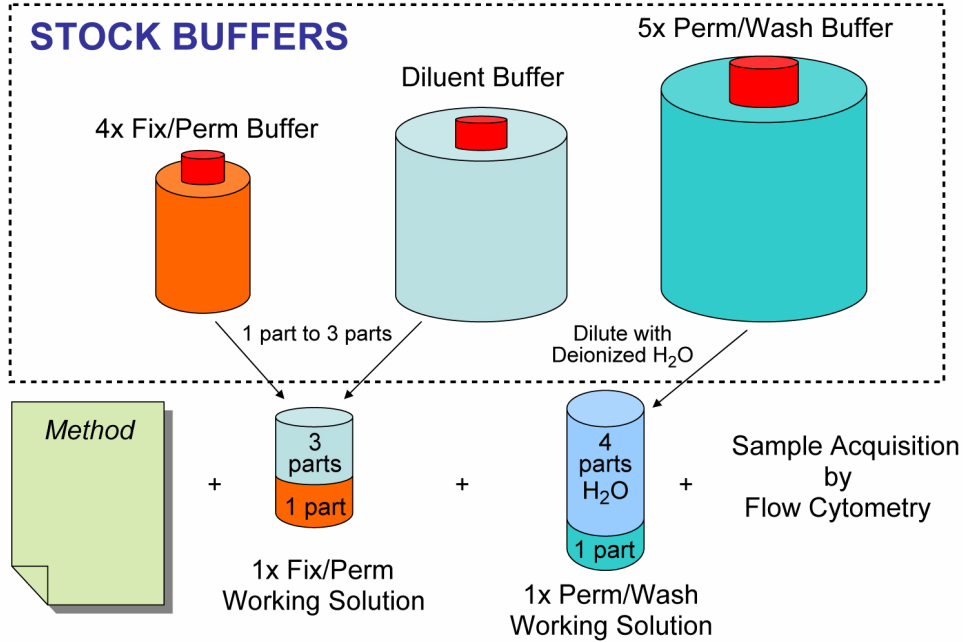 STOCK BUFFERS
5x Perm/Wash Buffer
Diluent Buffer
4x Fix/Perm Buffer
1 part to 3 parts
Dilute with
Deionized H₂O
Method
+
3
parts
1 part
+
4
parts
H₂O
1 part
+
Sample Acquisition
by
Flow Cytometry
1x Fix/Perm
Working Solution
1x Perm/Wash
Working Solution